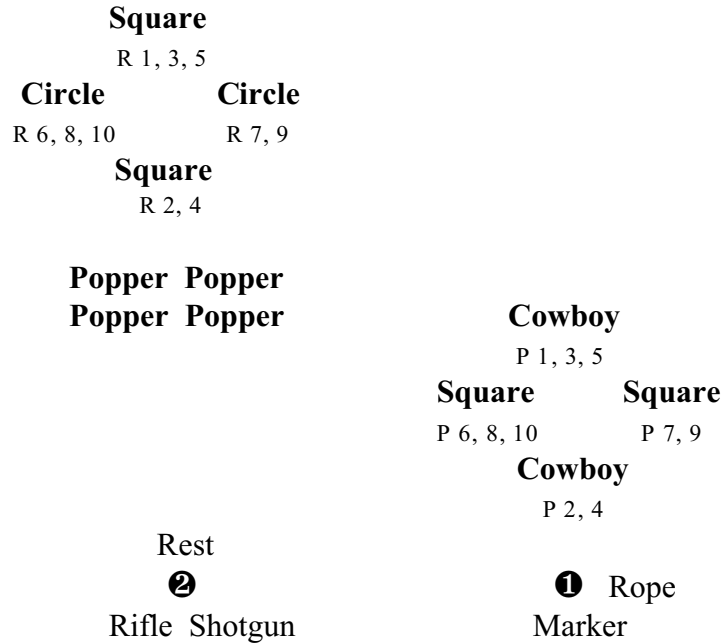 Square
R 1, 3, 5
Circle Circle
R 6, 8, 10 R 7, 9
Square
R 2, 4
Popper Popper
Popper Popper Cowboy
P 1, 3, 5
Square Square
P 6, 8, 10 P 7, 9
Cowboy
P 2, 4
Rest
❷ ❶ Rope
Rifle Shotgun Marker